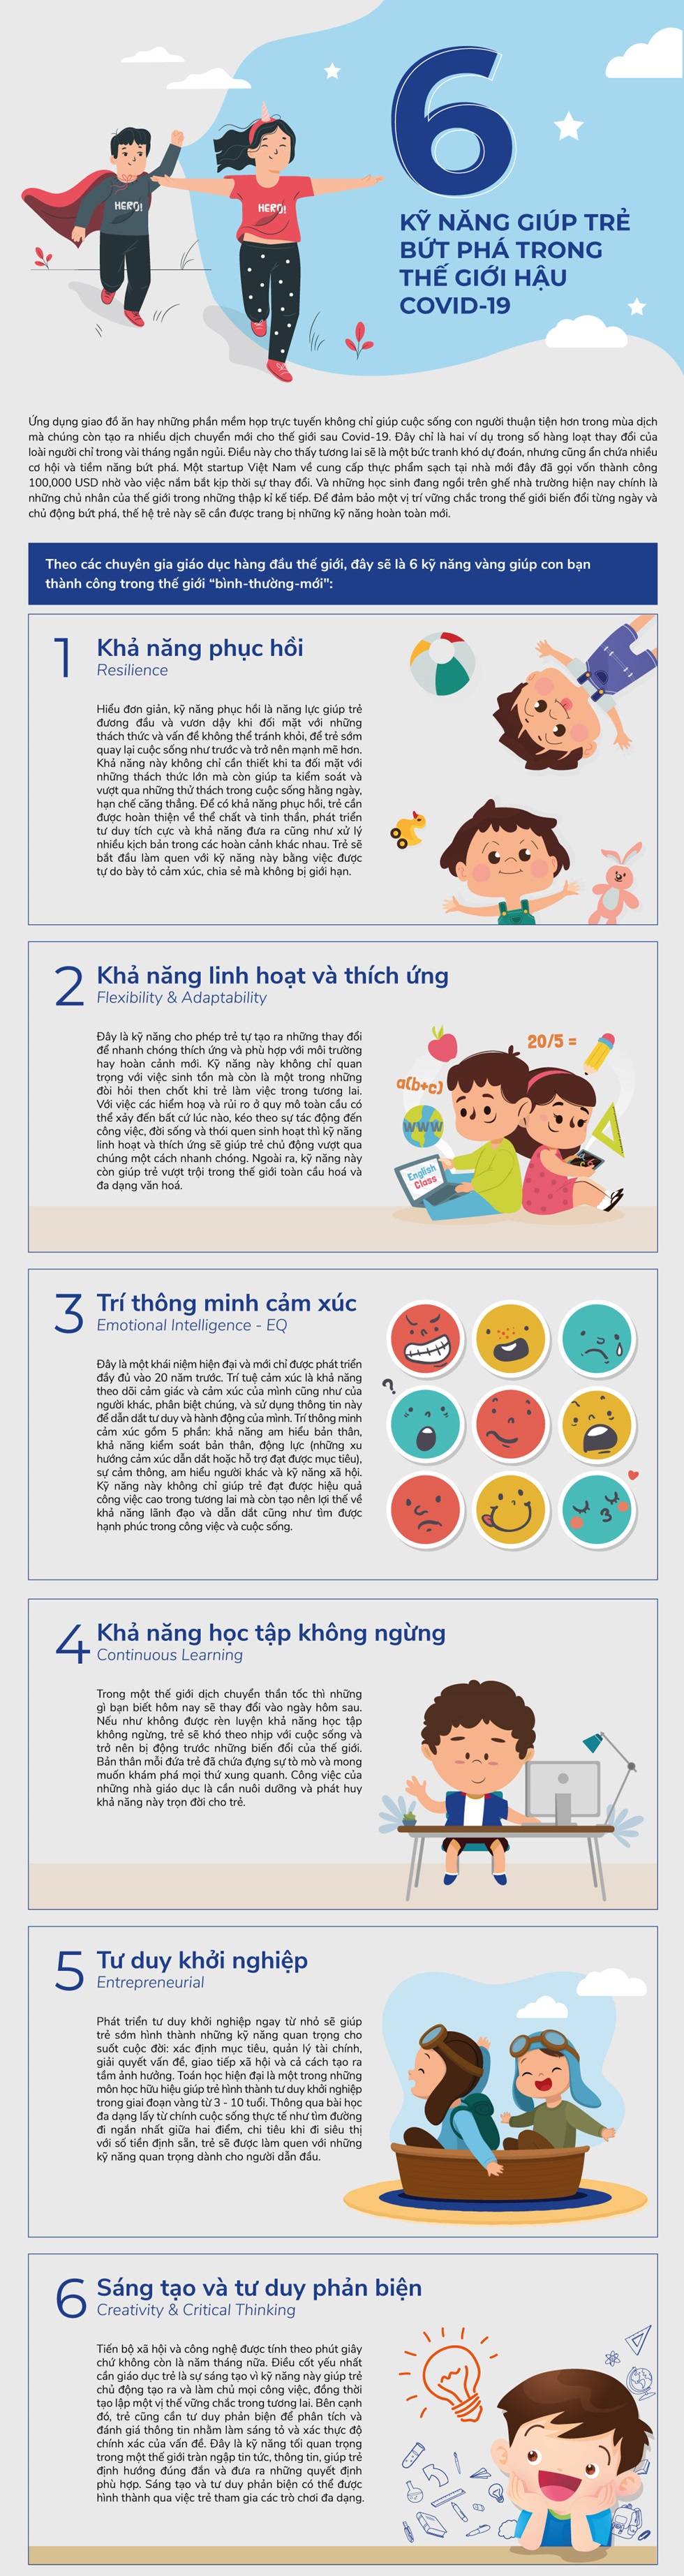 6
KỸ NĂNG GIÚP TRẺ
BỨT PHÁ TRONG
THẾ GIỚI HẬU
COVID-19
HERO!
HERO!
Ứng dụng giao đồ ăn hay những phần mềm họp trực tuyến không chỉ giúp cuộc sống con người thuận tiện hơn trong mùa dịch
mà chúng còn tạo ra nhiều dịch chuyển mới cho thế giới sau Covid-19. Đây chỉ là hai ví dụ trong số hàng loạt thay đổi của
loài người chỉ trong vài tháng ngắn ngủi. Điều này cho thấy tương lai sẽ là một bức tranh khó dự đoán, nhưng cũng ẩn chứa nhiều
cơ hội và tiềm năng bứt phá. Một startup Việt Nam về cung cấp thực phẩm sạch tại nhà mới đây đã gọi vốn thành công
100,000 USD nhờ vào việc nắm bắt kịp thời sự thay đổi. Và những học sinh đang ngồi trên ghế nhà trường hiện nay chính là
những chủ nhân của thế giới trong những thập kỉ kế tiếp. Để đảm bảo một vị trí vững chắc trong thế giới biến đổi từng ngày và
chủ động bứt phá, thế hệ trẻ này sẽ cần được trang bị những kỹ năng hoàn toàn mới.
Theo các chuyên gia giáo dục hàng đầu thế giới, đây sẽ là 6 kỹ năng vàng giúp con bạn
thành công trong thế giới “bình-thường-mới”:
1 Khả năng phục hồi
Resilience
Hiểu đơn giản, kỹ năng phục hồi là năng lực giúp trẻ
đương đầu và vươn dậy khi đối mặt với những
thách thức và vấn đề không thể tránh khỏi, để trẻ sớm
quay lại cuộc sống như trước và trở nên mạnh mẽ hơn.
Khả năng này không chỉ cần thiết khi ta đối mặt với
những thách thức lớn mà còn giúp ta kiểm soát và
vượt qua những thử thách trong cuộc sống hằng ngày,
hạn chế căng thẳng. Để có khả năng phục hồi, trẻ cần
được hoàn thiện về thể chất và tinh thần, phát triển
tư duy tích cực và khả năng đưa ra cũng như xử lý
nhiều kịch bản trong các hoàn cảnh khác nhau. Trẻ sẽ
bắt đầu làm quen với kỹ năng này bằng việc được
tự do bày tỏ cảm xúc, chia sẻ mà không bị giới hạn.
2 Khả năng linh hoạt và thích ứng
Flexibility & Adaptability
Đây là kỹ năng cho phép trẻ tự tạo ra những thay đổi
để nhanh chóng thích ứng và phù hợp với môi trường
hay hoàn cảnh mới. Kỹ năng này không chỉ quan
trọng với việc sinh tồn mà còn là một trong những
đòi hỏi then chốt khi trẻ làm việc trong tương lai.
Với việc các hiểm hoạ và rủi ro ở quy mô toàn cầu có
thể xảy đến bất cứ lúc nào, kéo theo sự tác động đến
công việc, đời sống và thói quen sinh hoạt thì kỹ năng
linh hoạt và thích ứng sẽ giúp trẻ chủ động vượt qua
chúng một cách nhanh chóng. Ngoài ra, kỹ năng này
còn giúp trẻ vượt trội trong thế giới toàn cầu hoá và
đa dạng văn hoá.
20/5 =
a(b+c)
WWW
English
Class
3 Trí thông minh cảm xúc
Emotional Intelligence - EQ
Đây là một khái niệm hiện đại và mới chỉ được phát triển
đầy đủ vào 20 năm trước. Trí tuệ cảm xúc là khả năng
theo dõi cảm giác và cảm xúc của mình cũng như của
người khác, phân biệt chúng, và sử dụng thông tin này
để dẫn dắt tư duy và hành động của mình. Trí thông minh
cảm xúc gồm 5 phần: khả năng am hiểu bản thân,
khả năng kiểm soát bản thân, động lực (những xu
hướng cảm xúc dẫn dắt hoặc hỗ trợ đạt được mục tiêu),
sự cảm thông, am hiểu người khác và kỹ năng xã hội.
Kỹ năng này không chỉ giúp trẻ đạt được hiệu quả
công việc cao trong tương lai mà còn tạo nên lợi thế về
khả năng lãnh đạo và dẫn dắt cũng như tìm được
hạnh phúc trong công việc và cuộc sống.
?
4 Khả năng học tập không ngừng
Continuous Learning
Trong một thế giới dịch chuyển thần tốc thì những
gì bạn biết hôm nay sẽ thay đổi vào ngày hôm sau.
Nếu như không được rèn luyện khả năng học tập
không ngừng, trẻ sẽ khó theo nhịp với cuộc sống và
trở nên bị động trước những biến đổi của thế giới.
Bản thân mỗi đứa trẻ đã chứa đựng sự tò mò và mong
muốn khám phá mọi thứ xung quanh. Công việc của
những nhà giáo dục là cần nuôi dưỡng và phát huy
khả năng này trọn đời cho trẻ.
5 Tư duy khởi nghiệp
Entrepreneurial
Phát triển tư duy khởi nghiệp ngay từ nhỏ sẽ giúp
trẻ sớm hình thành những kỹ năng quan trọng cho
suốt cuộc đời: xác định mục tiêu, quản lý tài chính,
giải quyết vấn đề, giao tiếp xã hội và cả cách tạo ra
tầm ảnh hưởng. Toán học hiện đại là một trong những
môn học hữu hiệu giúp trẻ hình thành tư duy khởi nghiệp
trong giai đoạn vàng từ 3 - 10 tuổi. Thông qua bài học
đa dạng lấy từ chính cuộc sống thực tế như tìm đường
đi ngắn nhất giữa hai điểm, chi tiêu khi đi siêu thị
với số tiền định sẵn, trẻ sẽ được làm quen với những
kỹ năng quan trọng dành cho người dẫn đầu.
6 Sáng tạo và tư duy phản biện
Creativity & Critical Thinking
Tiến bộ xã hội và công nghệ được tính theo phút giây
chứ không còn là năm tháng nữa. Điều cốt yếu nhất
cần giáo dục trẻ là sự sáng tạo vì kỹ năng này giúp trẻ
chủ động tạo ra và làm chủ mọi công việc, đồng thời
tạo lập một vị thế vững chắc trong tương lai. Bên cạnh
đó, trẻ cũng cần tư duy phản biện để phân tích và
đánh giá thông tin nhằm làm sáng tỏ và xác thực độ
chính xác của vấn đề. Đây là kỹ năng tối quan trọng
trong một thế giới tràn ngập tin tức, thông tin, giúp trẻ
định hướng đúng đắn và đưa ra những quyết định
phù hợp. Sáng tạo và tư duy phản biện có thể được
hình thành qua việc trẻ tham gia các trò chơi đa dạng.